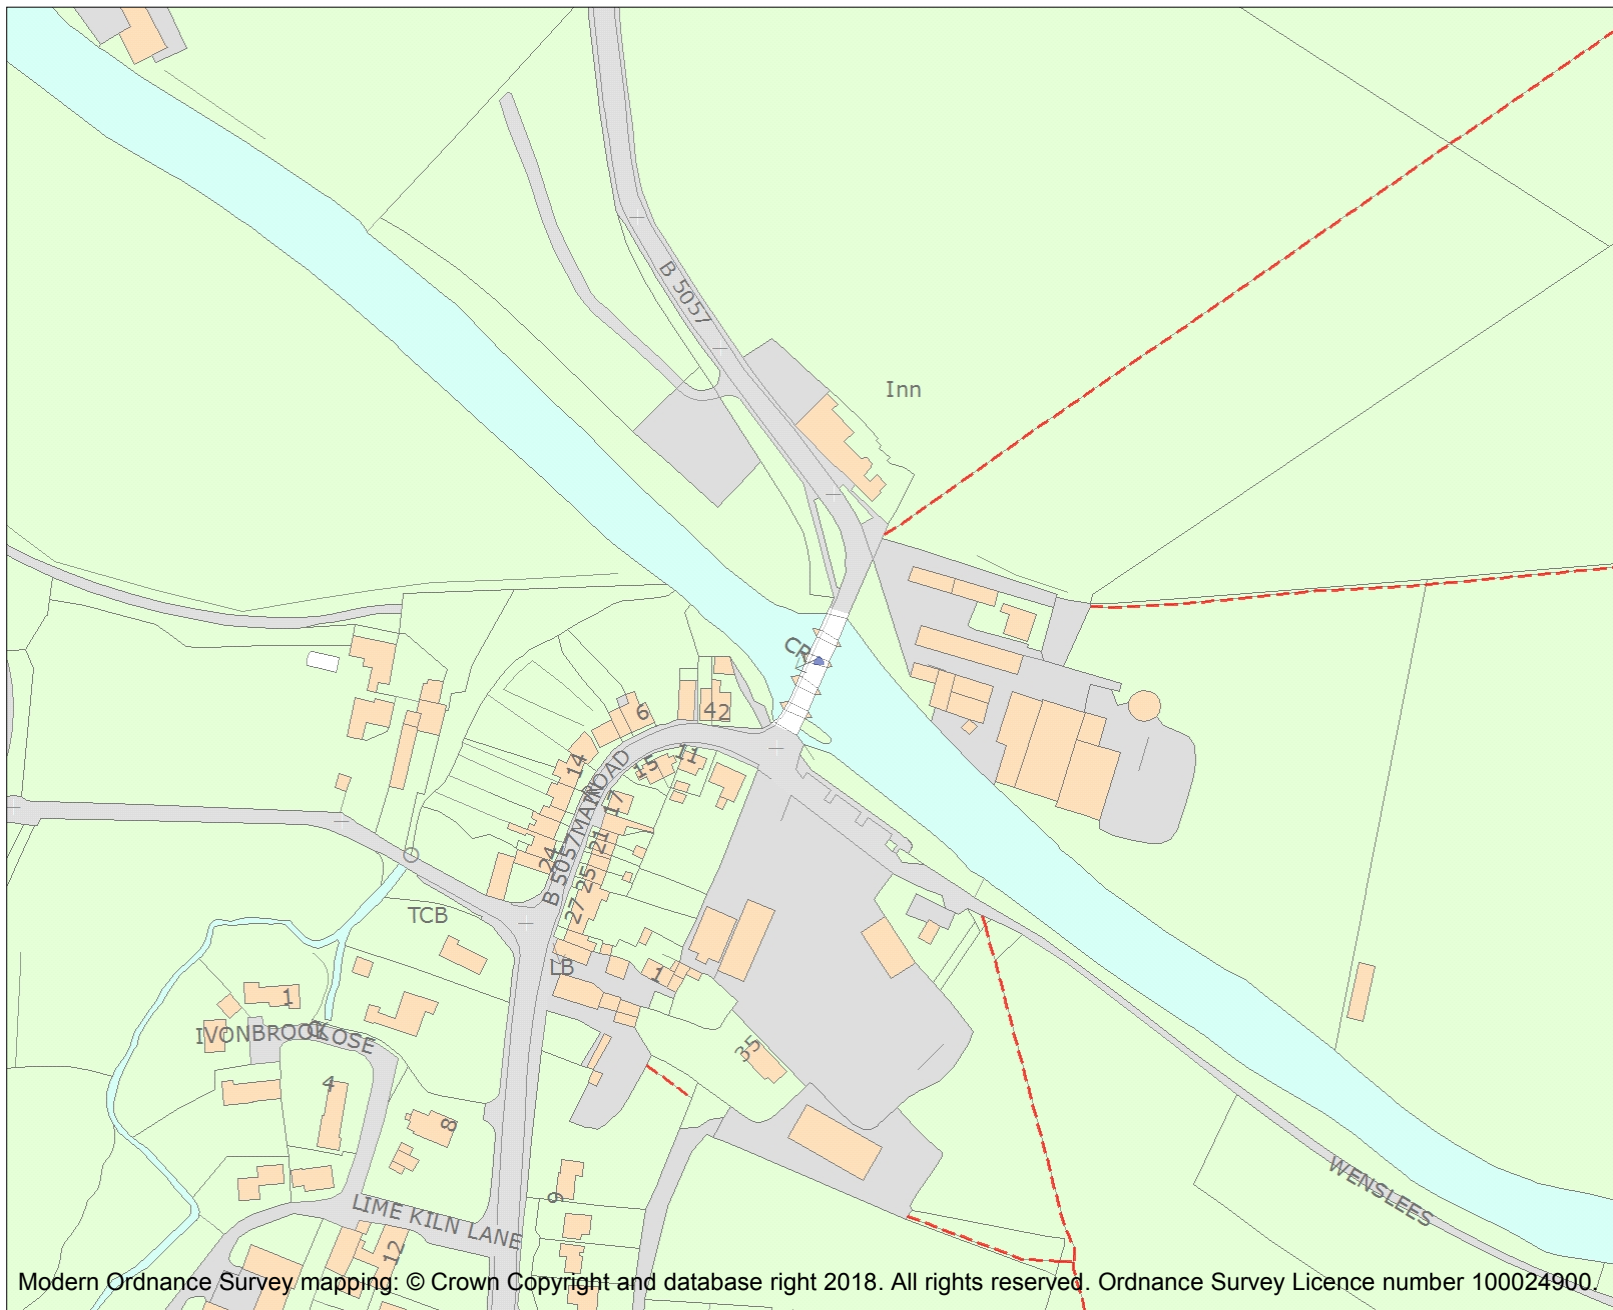 B 5057
Inn
CR
6
42
14
15
11
MAIN ROAD
17
21
24
B 5057
25
27
TCB
LB
1
1
IVONBROOK CLOSE
35
4
8
9
LIME KILN LANE
12
WENSLEES
Modern Ordnance Survey mapping: © Crown Copyright and database right 2018. All rights reserved. Ordnance Survey Licence number 100024900.